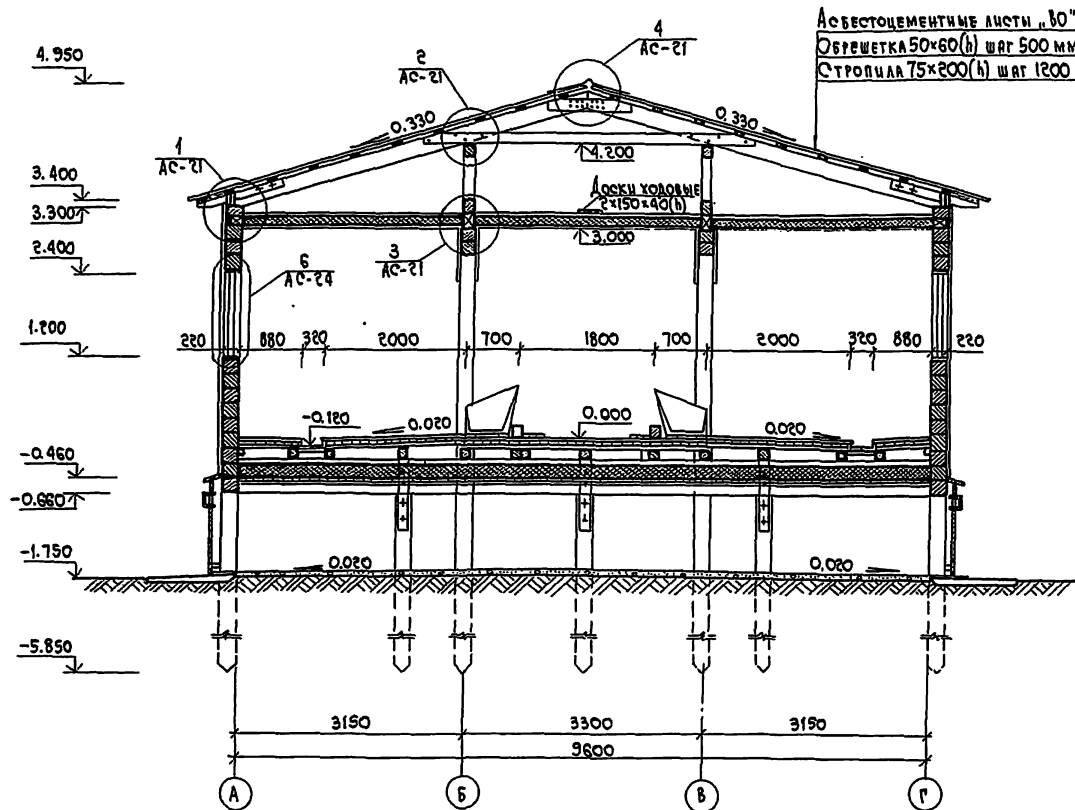 Асбестоцементные листы „ВО"
Обрешетка 50×60(h) шаг 500 мм
Стропила 75×200(h) шаг 1200
4
АС-21
2
АС-21
4.950
0.330
0.330
1
АС-21
4.200
3.400
Доски ходовые
2×150×40(h)
3.300
3.000
3
АС-21
2.400
6
АС-24
1.200
220
880
320
2000
700
1800
700
2000
320
880
220
-0.120
0.020
0.000
0.020
-0.460
-0.660
-1.750
0.020
0.020
-5.850
3150
3300
3150
9600
А
Б
В
Г